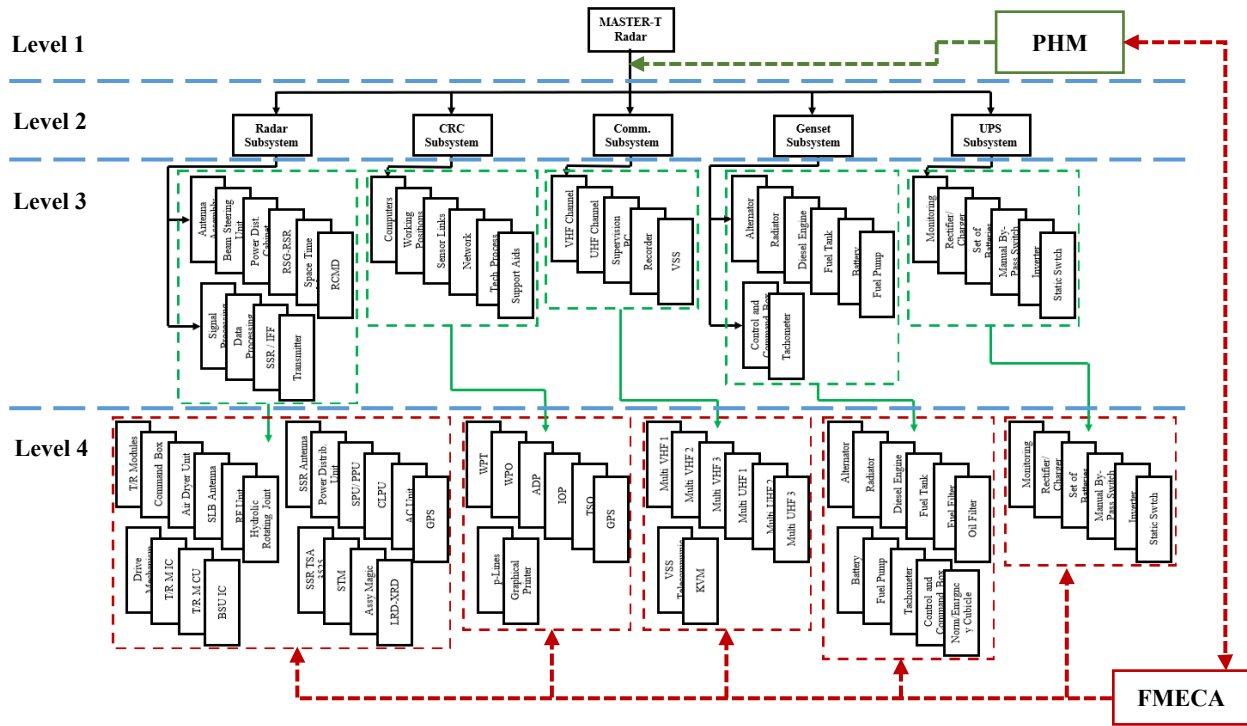 Level 1
MASTER-T
Radar
PHM
Level 2
Radar
Subsystem
CRC
Subsystem
Comm.
Subsystem
Genset
Subsystem
UPS
Subsystem
Level 3
Antenna
Assembly
Beam Steering
Unit
Power Dist.
RSG-RSR
Space Time
RCMD
Signal
Processing
Data
Processing
SSR / IFF
Transmitter
Computers
Working
Positions
Sensor Links
Network
Tech Process
Support Aids
VHF Channel
UHF Channel
Supervision
PC
Recorder
VSS
Alternator
Radiator
Diesel Engine
Fuel Tank
Battery
Fuel Pump
Control and
Command Box
Tachometer
Monitoring
Rectifier/
Charger
Set of
Batteries
Manual By-
Pass Switch
Inverter
Static Swtch
Level 4
T/R Modules
Command Box
Air Dryer Unit
SLB Antenna
RF Unit
Hydrolic
Rotating Joint
Drive
Mechanism
T/R M IC
T/R M CU
BSU IC
SSR Antenna
Power Distrib.
Unit
SPU/ PPU
CLPU
AC Unit
GPS
SSR TSA
3525
STM
Assy Magic
LRD-XRD
WPT
WPO
ADP
IOP
TSQ
GPS
p-Lines
Graphical
Printer
Multi VHF 1
Multi VHF 2
Multi VHF 3
Multi UHF 1
Multi UHF 2
Multi UHF 3
VSS
KVM
Alternator
Radiator
Diesel Engine
Fuel Tank
Fuel Filter
Oil Filter
Battery
Fuel Pump
Tachometer
Control and
Command Box
Norm/Emrgnc
y Cubicle
Monitoring
Rectifier/
Charger
Set of
Batteries
Manual By-
Pass Switch
Inverter
Static Swtch
FMECA